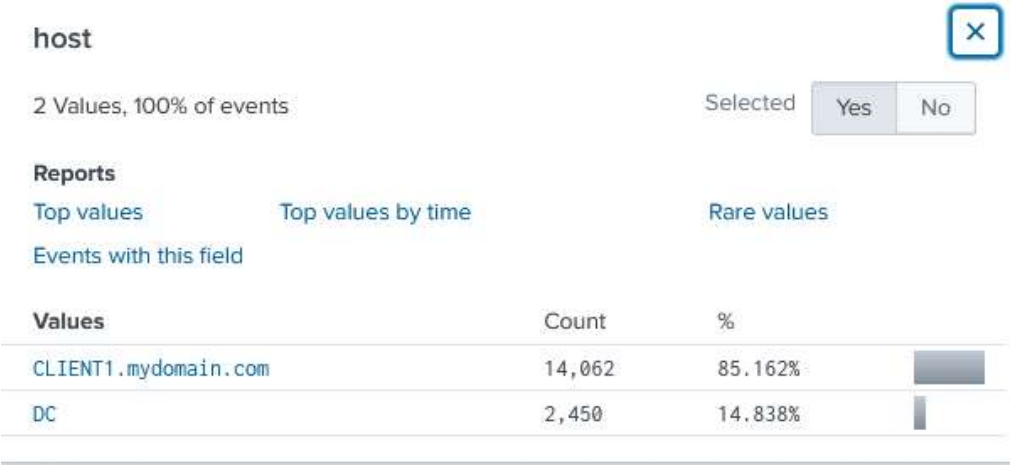 host
2 Values, 100% of events
Selected Yes No
Reports
Top values Top values by time Rare values
Events with this field
Values Count %
CLIENT1.mydomain.com 14,062 85.162%
DC 2,450 14.838%